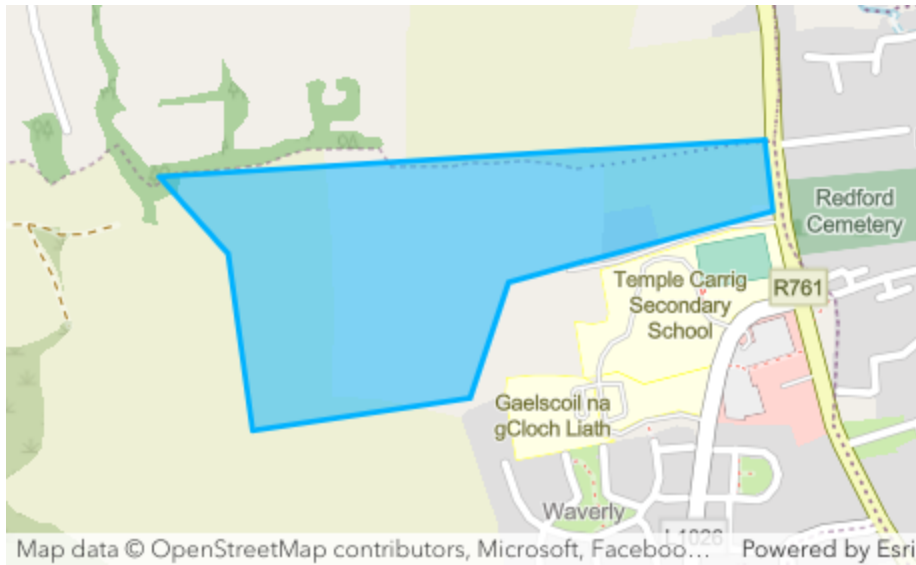 Redford
Cemetery
Temple Carrig
Secondary
School
R761
Gaelscoil na
gCloch Liath
Waverly
L1026
Map data © OpenStreetMap contributors, Microsoft, Faceboo... Powered by Esri